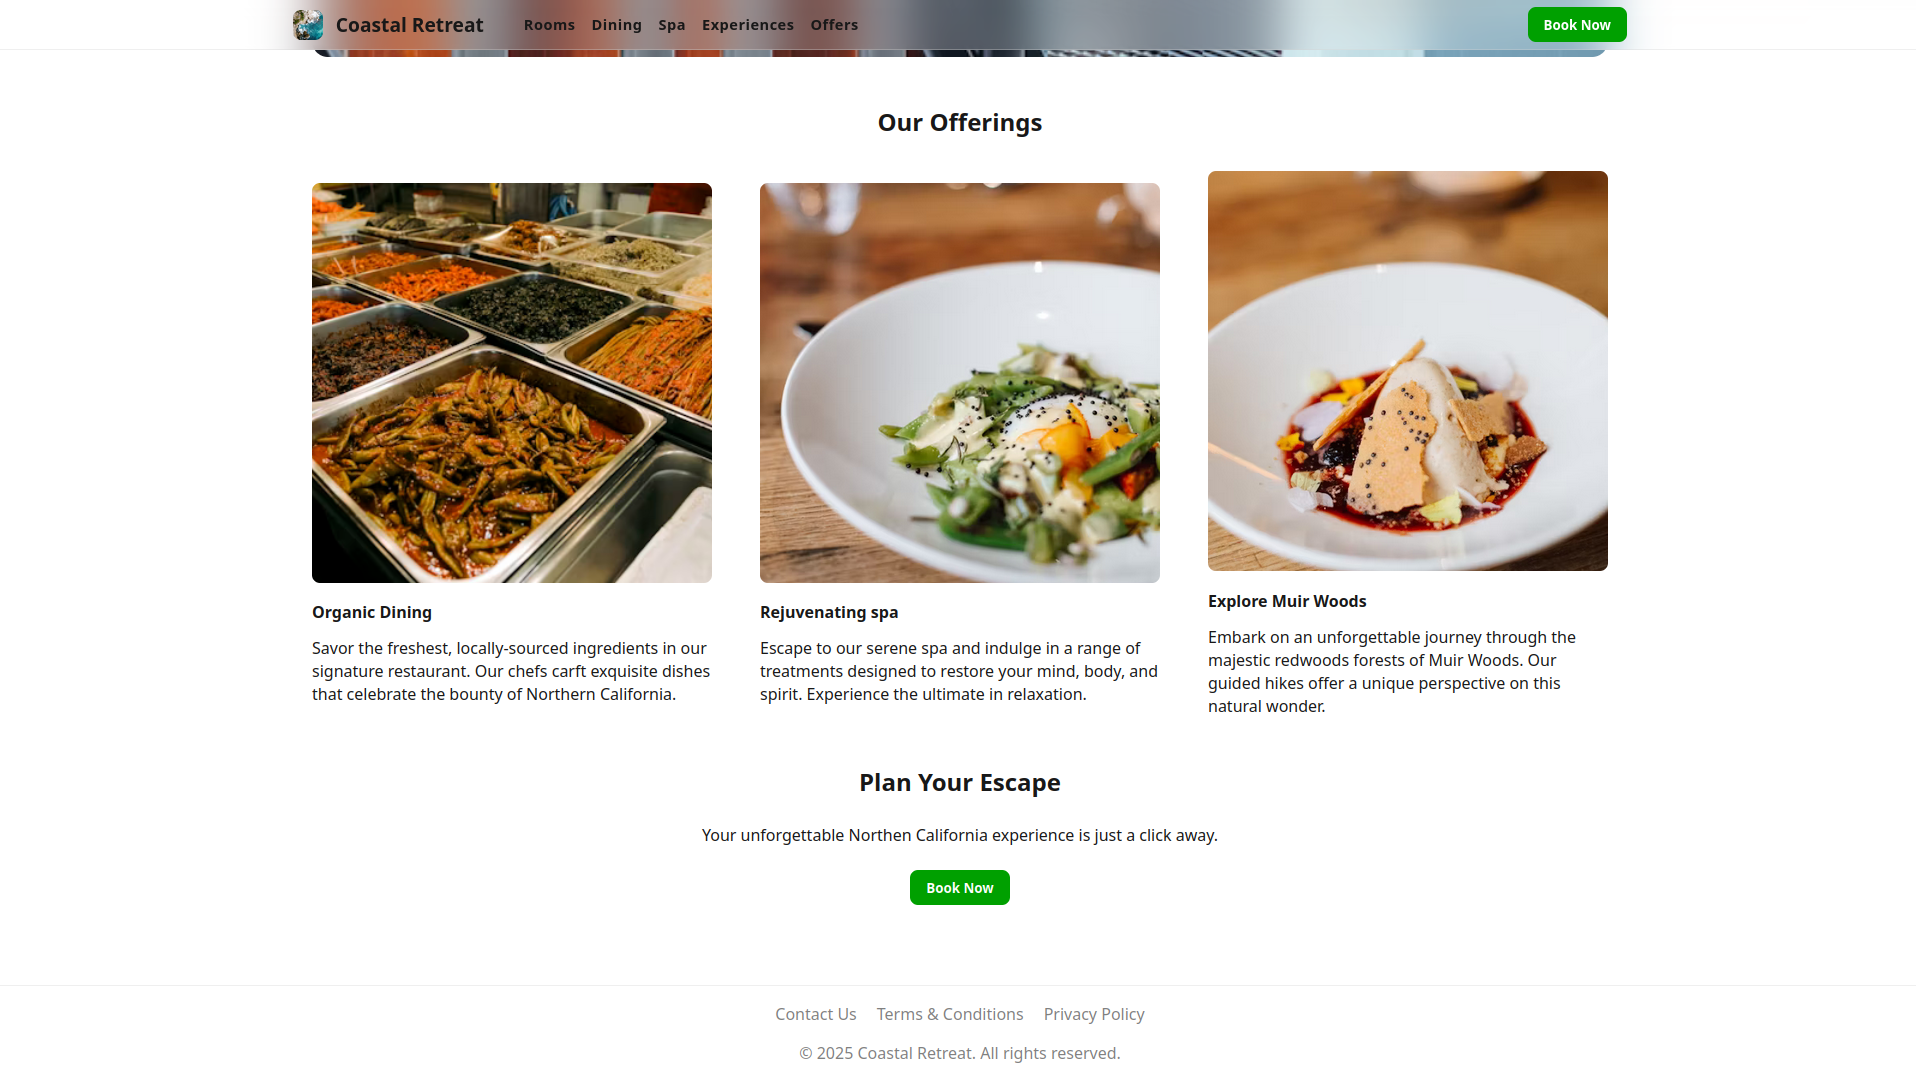 Coastal Retreat Rooms Dining Spa Experiences Offers Book Now
Our Offerings
Organic Dining
Savor the freshest, locally-sourced ingredients in our
signature restaurant. Our chefs carft exquisite dishes
that celebrate the bounty of Northern California.
Rejuvenating spa
Escape to our serene spa and indulge in a range of
treatments designed to restore your mind, body, and
spirit. Experience the ultimate in relaxation.
Explore Muir Woods
Embark on an unforgettable journey through the
majestic redwoods forests of Muir Woods. Our
guided hikes offer a unique perspective on this
natural wonder.
Plan Your Escape
Your unforgettable Northen California experience is just a click away.
Book Now
Contact Us Terms & Conditions Privacy Policy
© 2025 Coastal Retreat. All rights reserved.